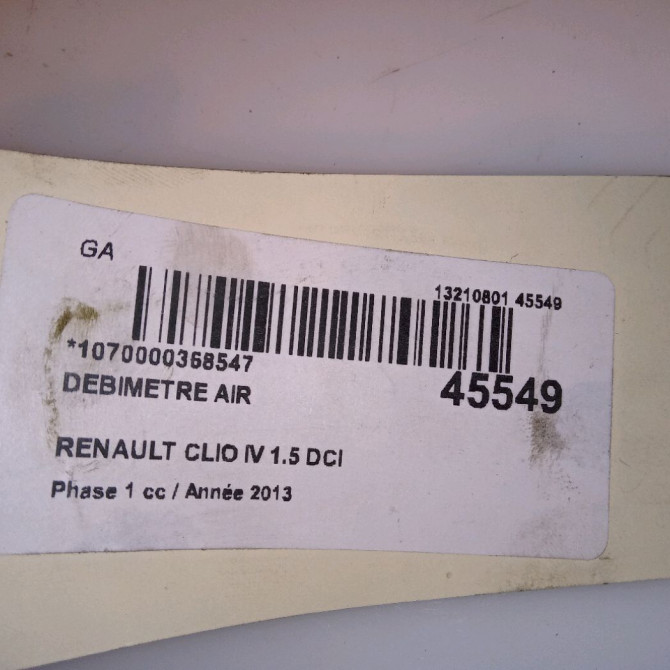 GA
13210801 45549
*1070000368547
45549
DEBIMETRE AIR
RENAULT CLIO IV 1.5 DCI
Phase 1 cc / Année 2013